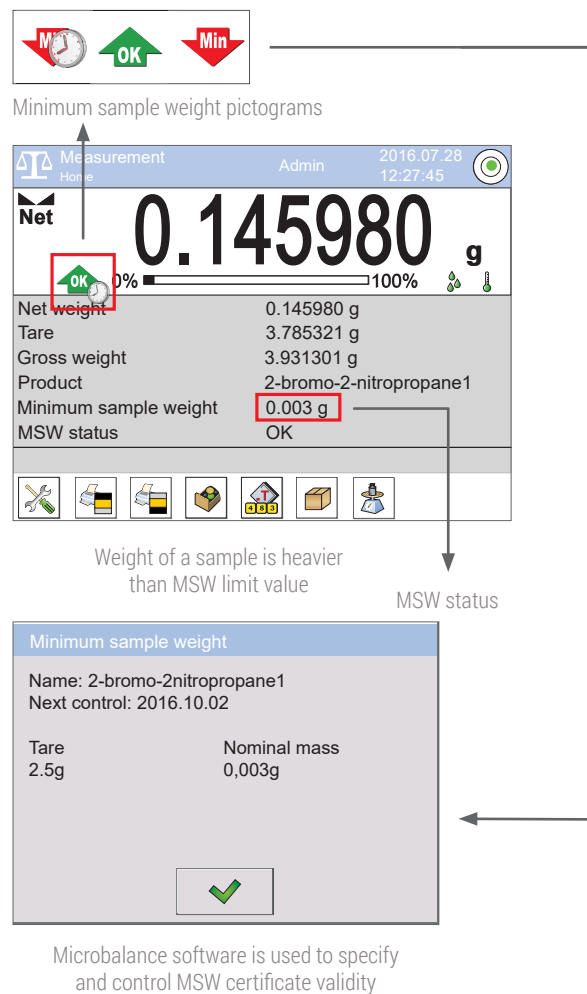 Mi OK Min
Minimum sample weight pictograms
Measurement Admin 2016.07.28
Home 12:27:45
Net 0.145980 g
OK 0% 100%
Net weight 0.145980 g
Tare 3.785321 g
Gross weight 3.931301 g
Product 2-bromo-2-nitropropane1
Minimum sample weight 0.003 g
MSW status OK
.T
4 8 3
Weight of a sample is heavier
than MSW limit value
MSW status
Minimum sample weight
Name: 2-bromo-2nitropropane1
Next control: 2016.10.02
Tare Nominal mass
2.5g 0,003g
Microbalance software is used to specify
and control MSW certificate validity